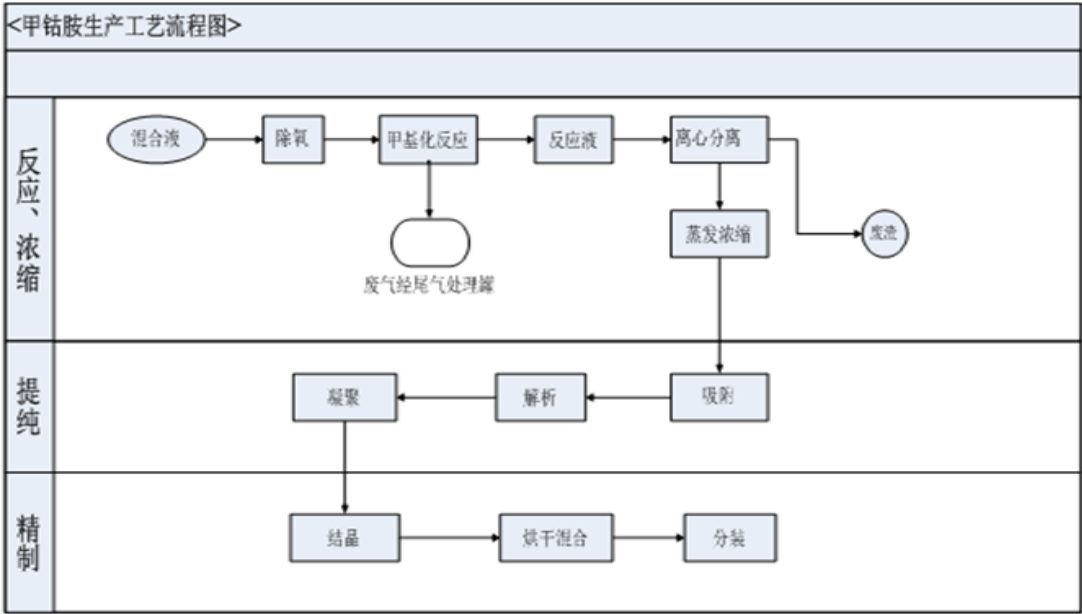 <甲钴胺生产工艺流程图>
反应、浓缩
混合液
除氧
甲基化反应
反应液
离心分离
蒸发浓缩
废渣
废气经尾气处理罐
提纯
凝聚
解析
吸附
精制
结晶
烘干混合
分装